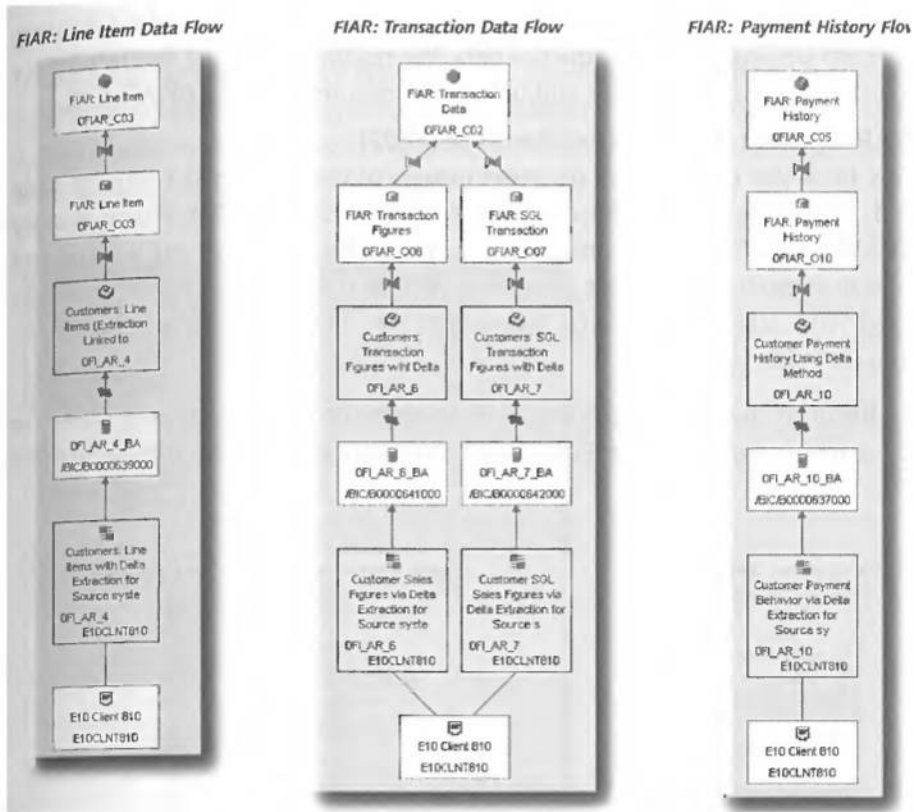 FIAR: Line Item Data Flow
FIAR: Line Item
0FIAR_C03
FIAR: Line Item
0FIAR_O03
Customers: Line
Items (Extraction
Linked to
0FI_AR_4
0FI_AR_4_BA
/BIC/B0000639000
Customers: Line
Items with Delta
Extraction for
Source syste
0FI_AR_4
E10CLNT810
E10 Client 810
E10CLNT810
FIAR: Transaction Data Flow
FIAR: Transaction
Data
0FIAR_C02
FIAR: Transaction
Figures
0FIAR_O06
FIAR: SGL
Transaction
0FIAR_O07
Customers:
Transaction
Figures wiht Delta
0FI_AR_6
Customers: SGL
Transaction
Figures with Delta
0FI_AR_7
0FI_AR_6_BA
/BIC/B0000641000
0FI_AR_7_BA
/BIC/B0000642000
Customer Sales
Figures via Delta
Extraction for
Source syste
0FI_AR_6
E10CLNT810
Customer SGL
Sales Figures via
Delta Extraction for
Source s
0FI_AR_7
E10CLNT810
E10 Client 810
E10CLNT810
FIAR: Payment History Flow
FIAR: Payment
History
0FIAR_C05
FIAR: Payment
History
0FIAR_O10
Customer Payment
History Using Delta
Method
0FI_AR_10
0FI_AR_10_BA
/BIC/B0000637000
Customer Payment
Behavior via Delta
Extraction for
Source sy
0FI_AR_10
E10CLNT810
E10 Client 810
E10CLNT810